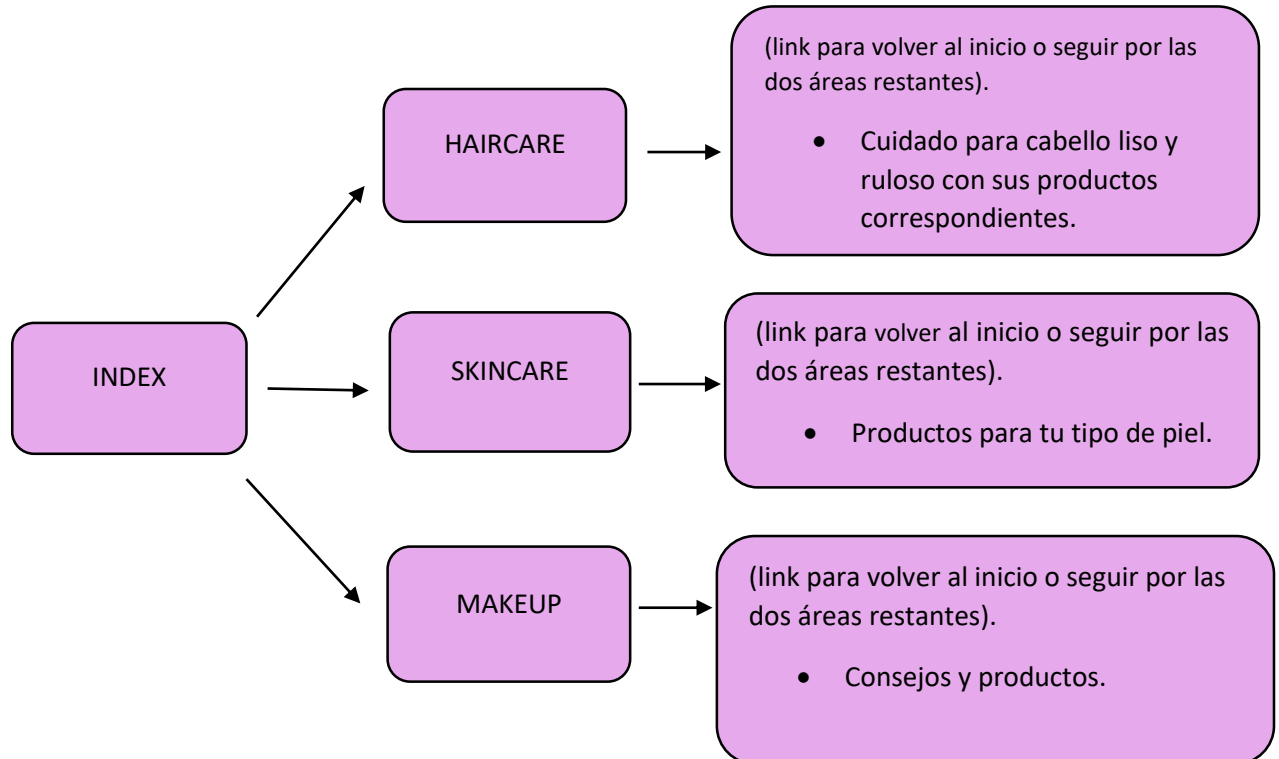 (link para volver al inicio o seguir por las
dos áreas restantes).
HAIRCARE
• Cuidado para cabello liso y
ruloso con sus productos
correspondientes.
INDEX
SKINCARE
(link para volver al inicio o seguir por las
dos áreas restantes).
• Productos para tu tipo de piel.
MAKEUP
(link para volver al inicio o seguir por las
dos áreas restantes).
• Consejos y productos.